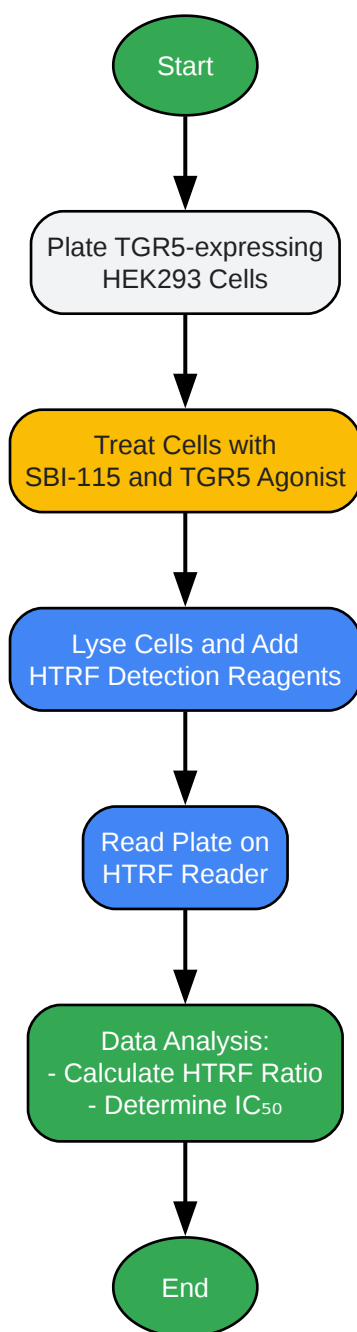 Start
Plate TGR5-expressing
HEK293 Cells
Treat Cells with
SBI-115 and TGR5 Agonist
Lyse Cells and Add
HTRF Detection Reagents
Read Plate on
HTRF Reader
Data Analysis:
- Calculate HTRF Ratio
- Determine IC₅₀
End